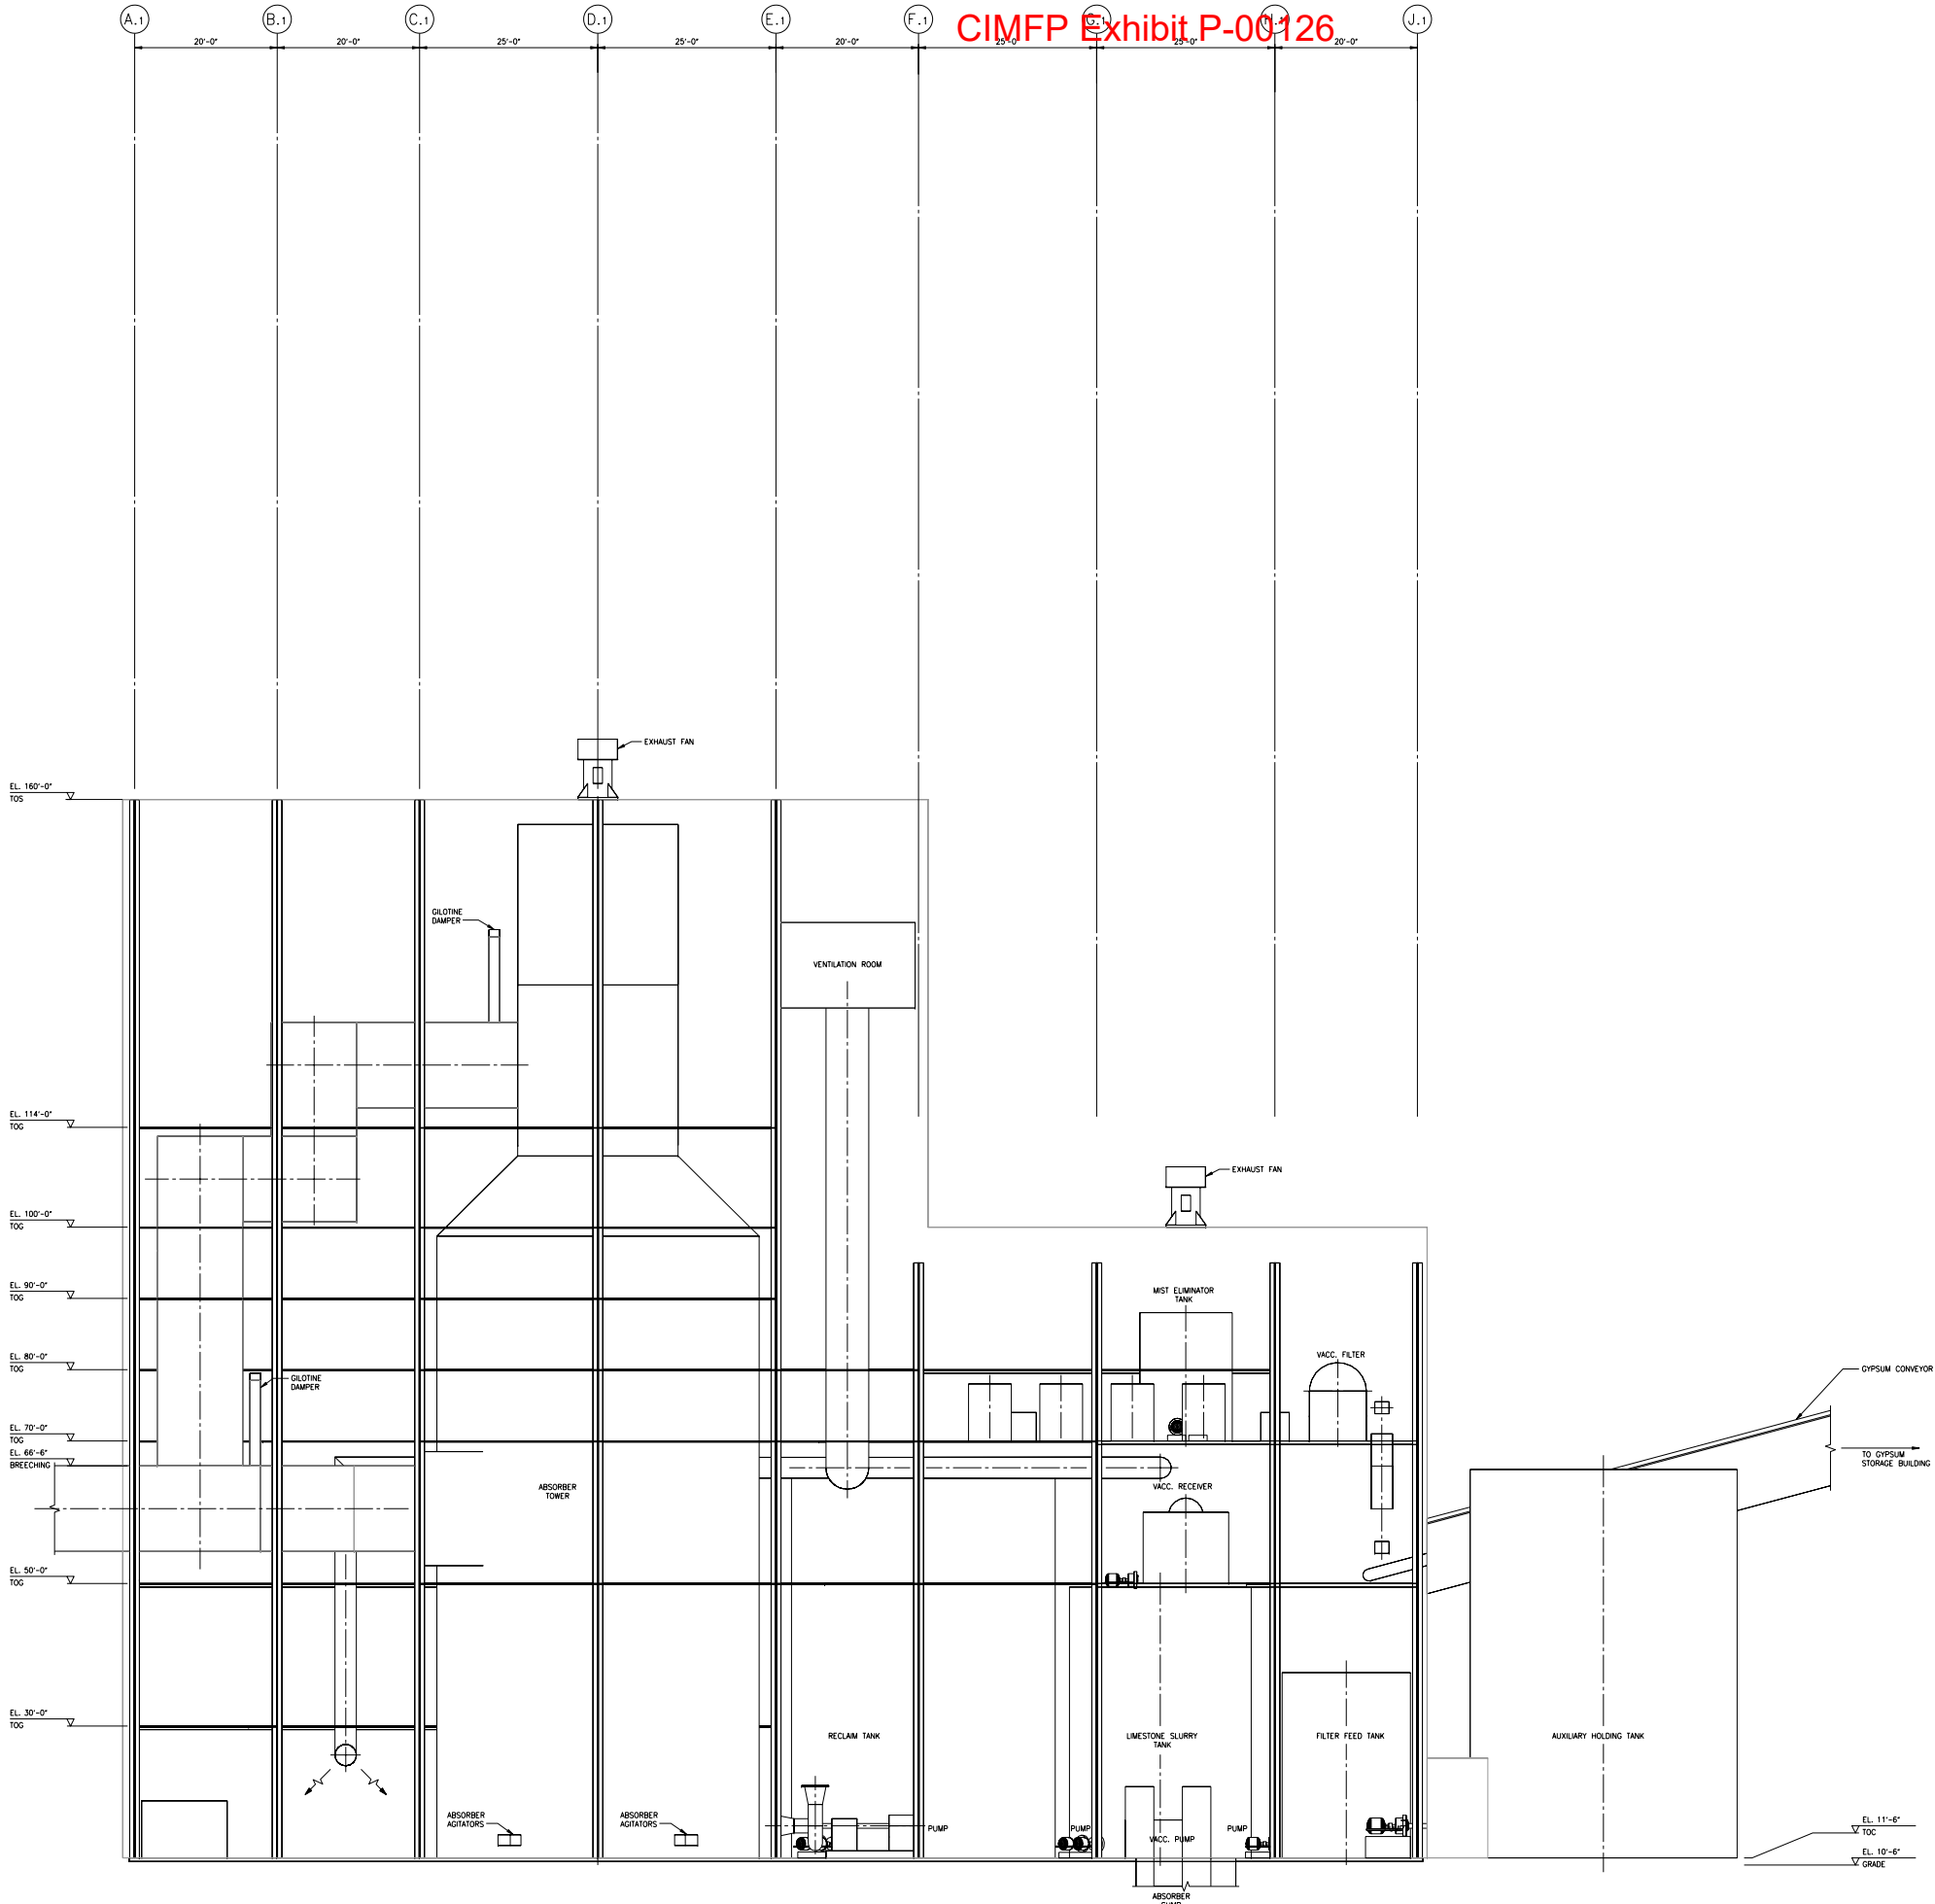 A.1 B.1 C.1 D.1 E.1 F.1 G.1 H.1 J.1
CIMFP Exhibit P-00126
20'-0" 20'-0" 25'-0" 25'-0" 20'-0" 25'-0" 25'-0" 20'-0"
EXHAUST FAN
EL. 160'-0"
TOS
GILOTINE
DAMPER
VENTILATION ROOM
EL. 114'-0"
TOG
EXHAUST FAN
EL. 100'-0"
TOG
EL. 90'-0"
TOG
MIST ELIMINATOR
TANK
EL. 80'-0"
TOG
VACC. FILTER
GYPSUM CONVEYOR
GILOTINE
DAMPER
EL. 70'-0"
TOG
EL. 66'-6"
BREECHING
TO GYPSUM
STORAGE BUILDING
ABSORBER
TOWER
VACC. RECEIVER
EL. 50'-0"
TOG
EL. 30'-0"
TOG
RECLAIM TANK
LIMESTONE SLURRY
TANK
FILTER FEED TANK
AUXILIARY HOLDING TANK
ABSORBER
AGITATORS
ABSORBER
AGITATORS
PUMP
PUMP
VACC. PUMP
PUMP
EL. 11'-6"
TOC
EL. 10'-6"
GRADE
ABSORBER
SUMP